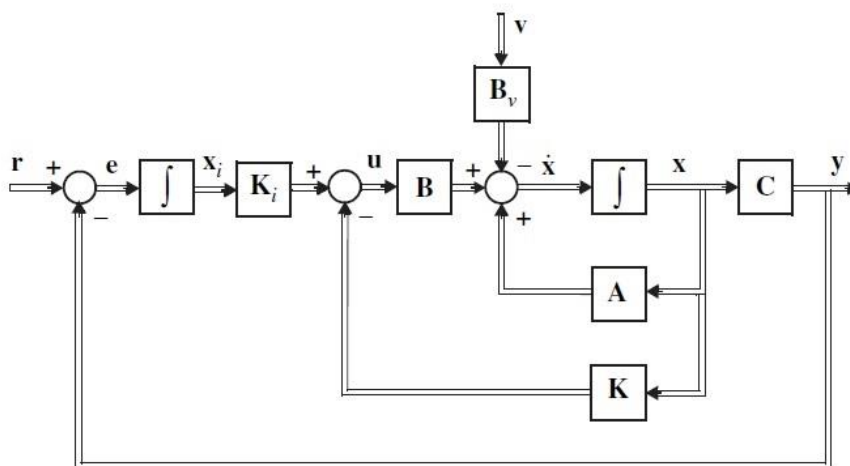 v
B_v
r + e ∫ x_i K_i + u B + − ẋ ∫ x C y
− − +
A
K